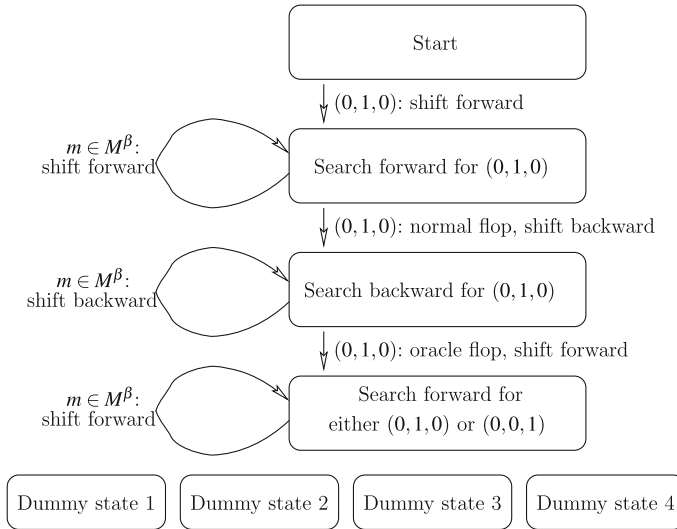 Start
(0,1,0): shift forward
m ∈ M^β:
shift forward
Search forward for (0,1,0)
(0,1,0): normal flop, shift backward
m ∈ M^β:
shift backward
Search backward for (0,1,0)
(0,1,0): oracle flop, shift forward
m ∈ M^β:
shift forward
Search forward for
either (0,1,0) or (0,0,1)
Dummy state 1 Dummy state 2 Dummy state 3 Dummy state 4